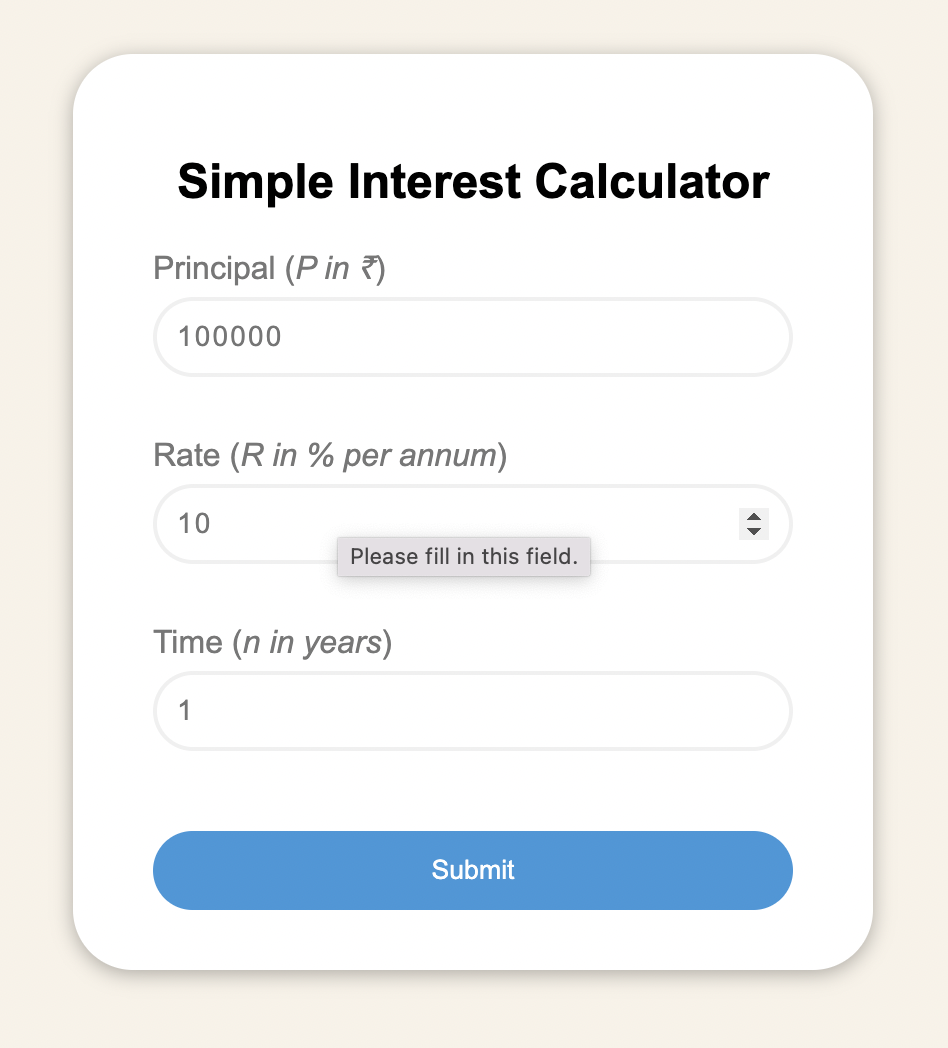 Simple Interest Calculator
Principal (P in ₹)
100000
Rate (R in % per annum)
10
Please fill in this field.
Time (n in years)
1
Submit